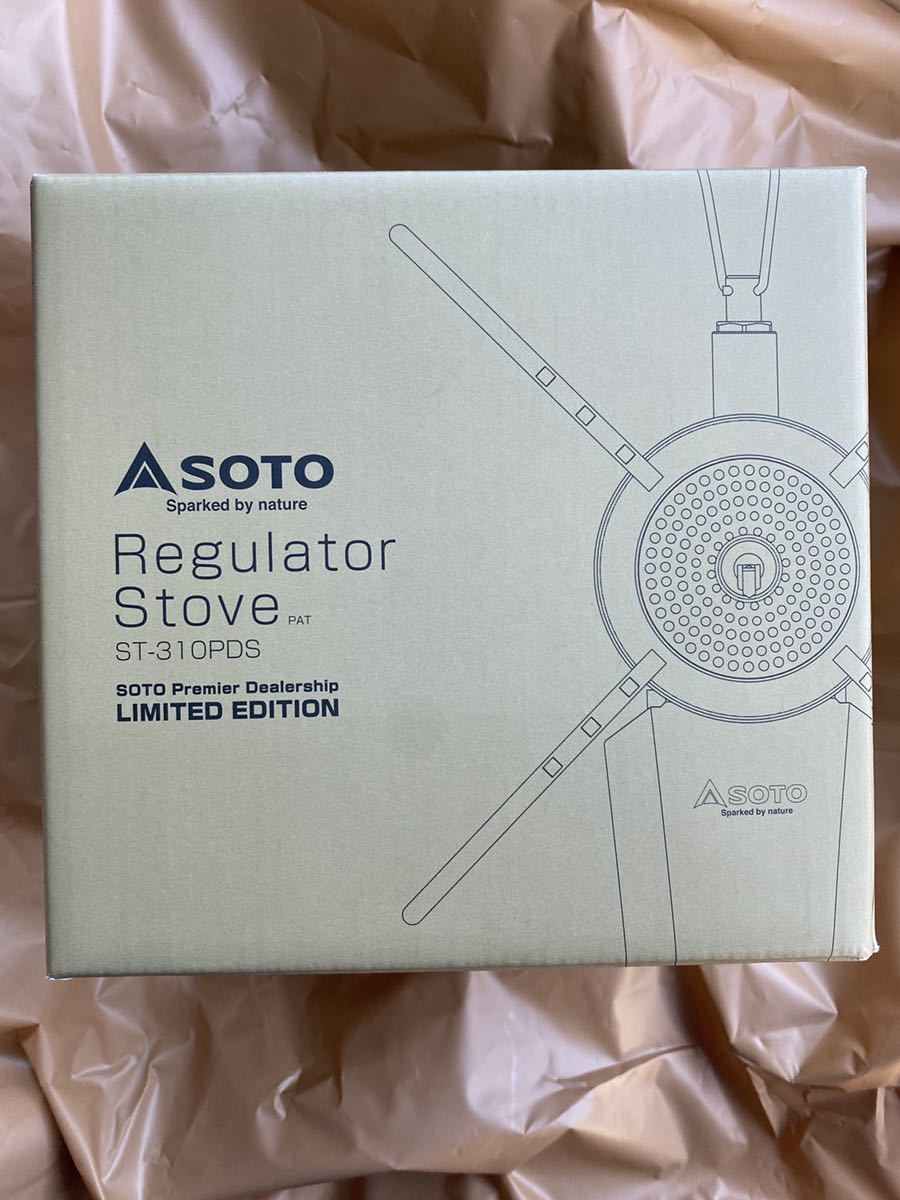 SOTO
Sparked by nature
Regulator
Stove PAT
ST-310PDS
SOTO Premier Dealership
LIMITED EDITION
SOTO
Sparked by nature